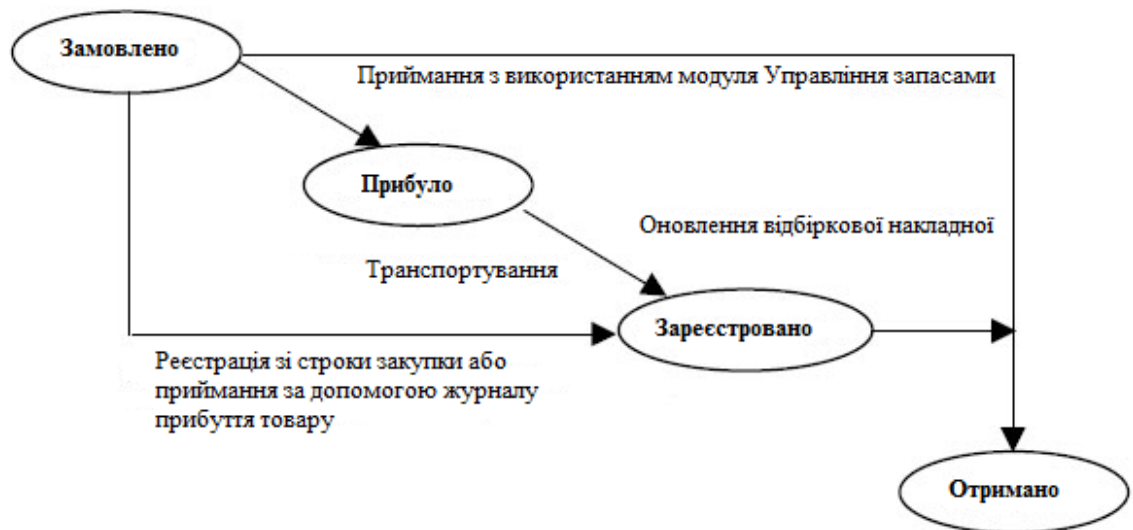 Замовлено
Приймання з використанням модуля Управління запасами
Прибуло
Оновлення відбіркової накладної
Транспортування
Зареєстровано
Реєстрація зі строки закупки або
приймання за допомогою журналу
прибуття товару
Отримано